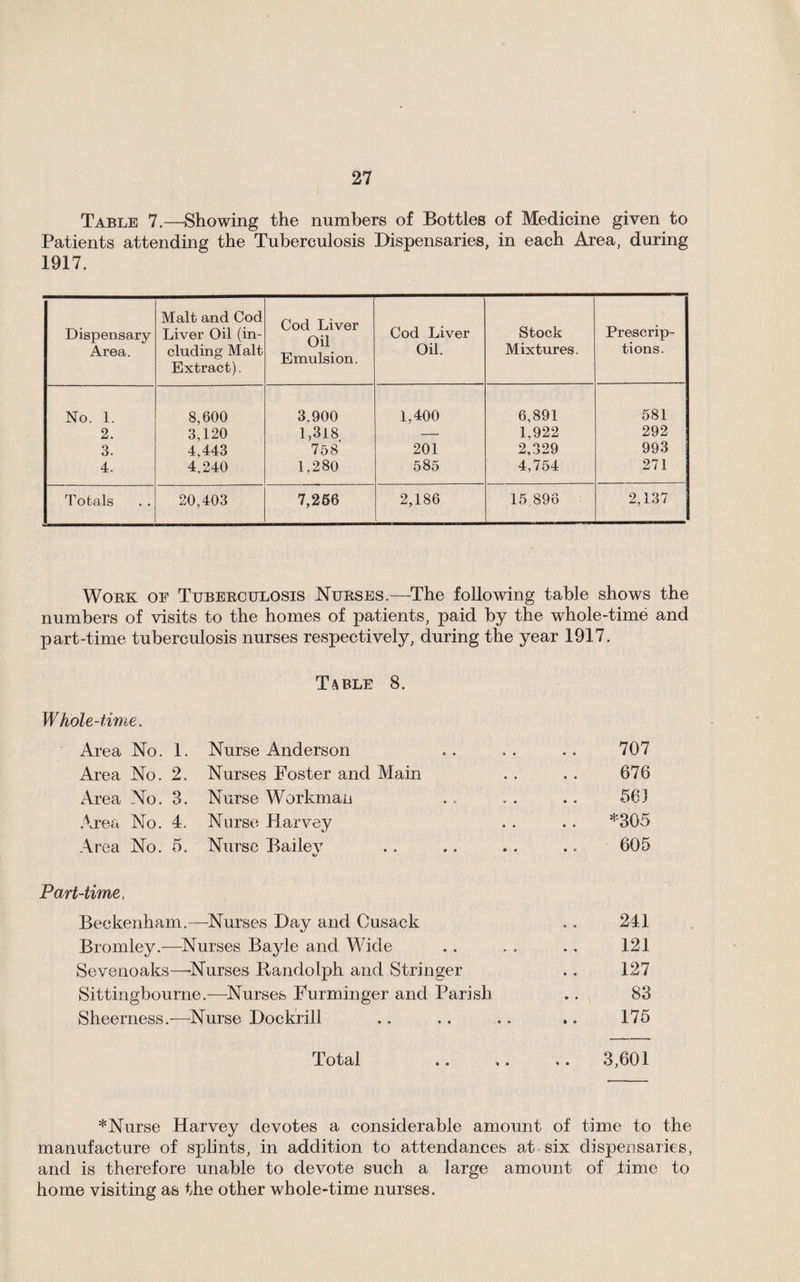 27
Table 7.—Showing the numbers of Bottles of Medicine given to
Patients attending the Tuberculosis Dispensaries, in each Area, during
1917.
Dispensary Area. | Malt and Cod Liver Oil (in-cluding Malt Extract). | Cod Liver Oil Emulsion. | Cod Liver Oil. | Stock Mixtures. | Prescrip-tions.
No. 1. | 8,600 | 3,900 | 1,400 | 6,891 | 581
2. | 3,120 | 1,318 | — | 1,922 | 292
3. | 4,443 | 758 | 201 | 2,329 | 993
4. | 4,240 | 1,280 | 585 | 4,754 | 271
Totals .. | 20,403 | 7,256 | 2,186 | 15,896 | 2,137
Work of Tuberculosis Nurses.—The following table shows the
numbers of visits to the homes of patients, paid by the whole-time and
part-time tuberculosis nurses respectively, during the year 1917.
Table 8.
Whole-time.
Area No. 1. Nurse Anderson .. .. .. 707
Area No. 2. Nurses Foster and Main .. .. 676
Area No. 3. Nurse Workman .. .. .. 561
Area No. 4. Nurse Harvey .. .. *305
Area No. 5. Nurse Bailey .. .. .. .. 605
Part-time.
Beckenham.—Nurses Day and Cusack .. 241
Bromley.—Nurses Bayle and Wide .. .. .. 121
Sevenoaks—Nurses Randolph and Stringer .. 127
Sittingbourne.—Nurses Furminger and Parish .. 83
Sheerness.—Nurse Dockrill .. .. .. .. 175
Total .. .. .. 3,601
*Nurse Harvey devotes a considerable amount of time to the
manufacture of splints, in addition to attendances at six dispensaries,
and is therefore unable to devote such a large amount of time to
home visiting as the other whole-time nurses.